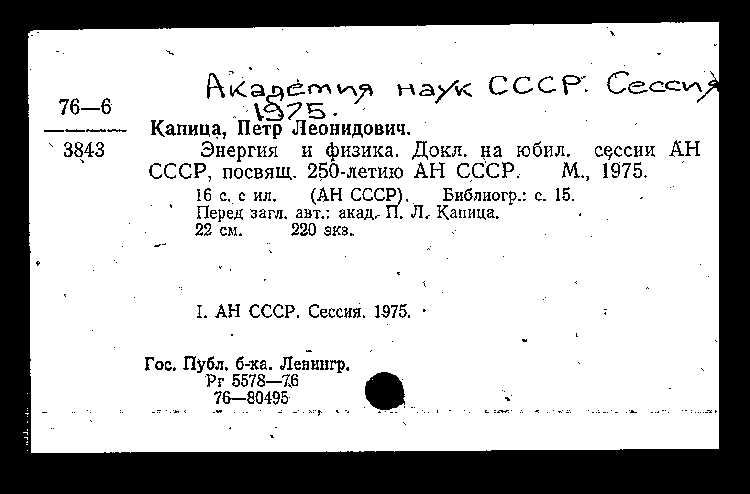 Академия наук СССР. Сессия
1975.
76—6
3843
Капица, Петр Леонидович.
Энергия и физика. Докл. на юбил. сессии АН
СССР, посвящ. 250-летию АН СССР. М., 1975.
16 с. с ил. (АН СССР). Библиогр.: с. 15.
Перед загл. авт.: акад. П. Л. Капица.
22 см. 220 экз.
I. АН СССР. Сессия. 1975.
Гос. Публ. б-ка. Ленингр.
Рг 5578—76
76—80495